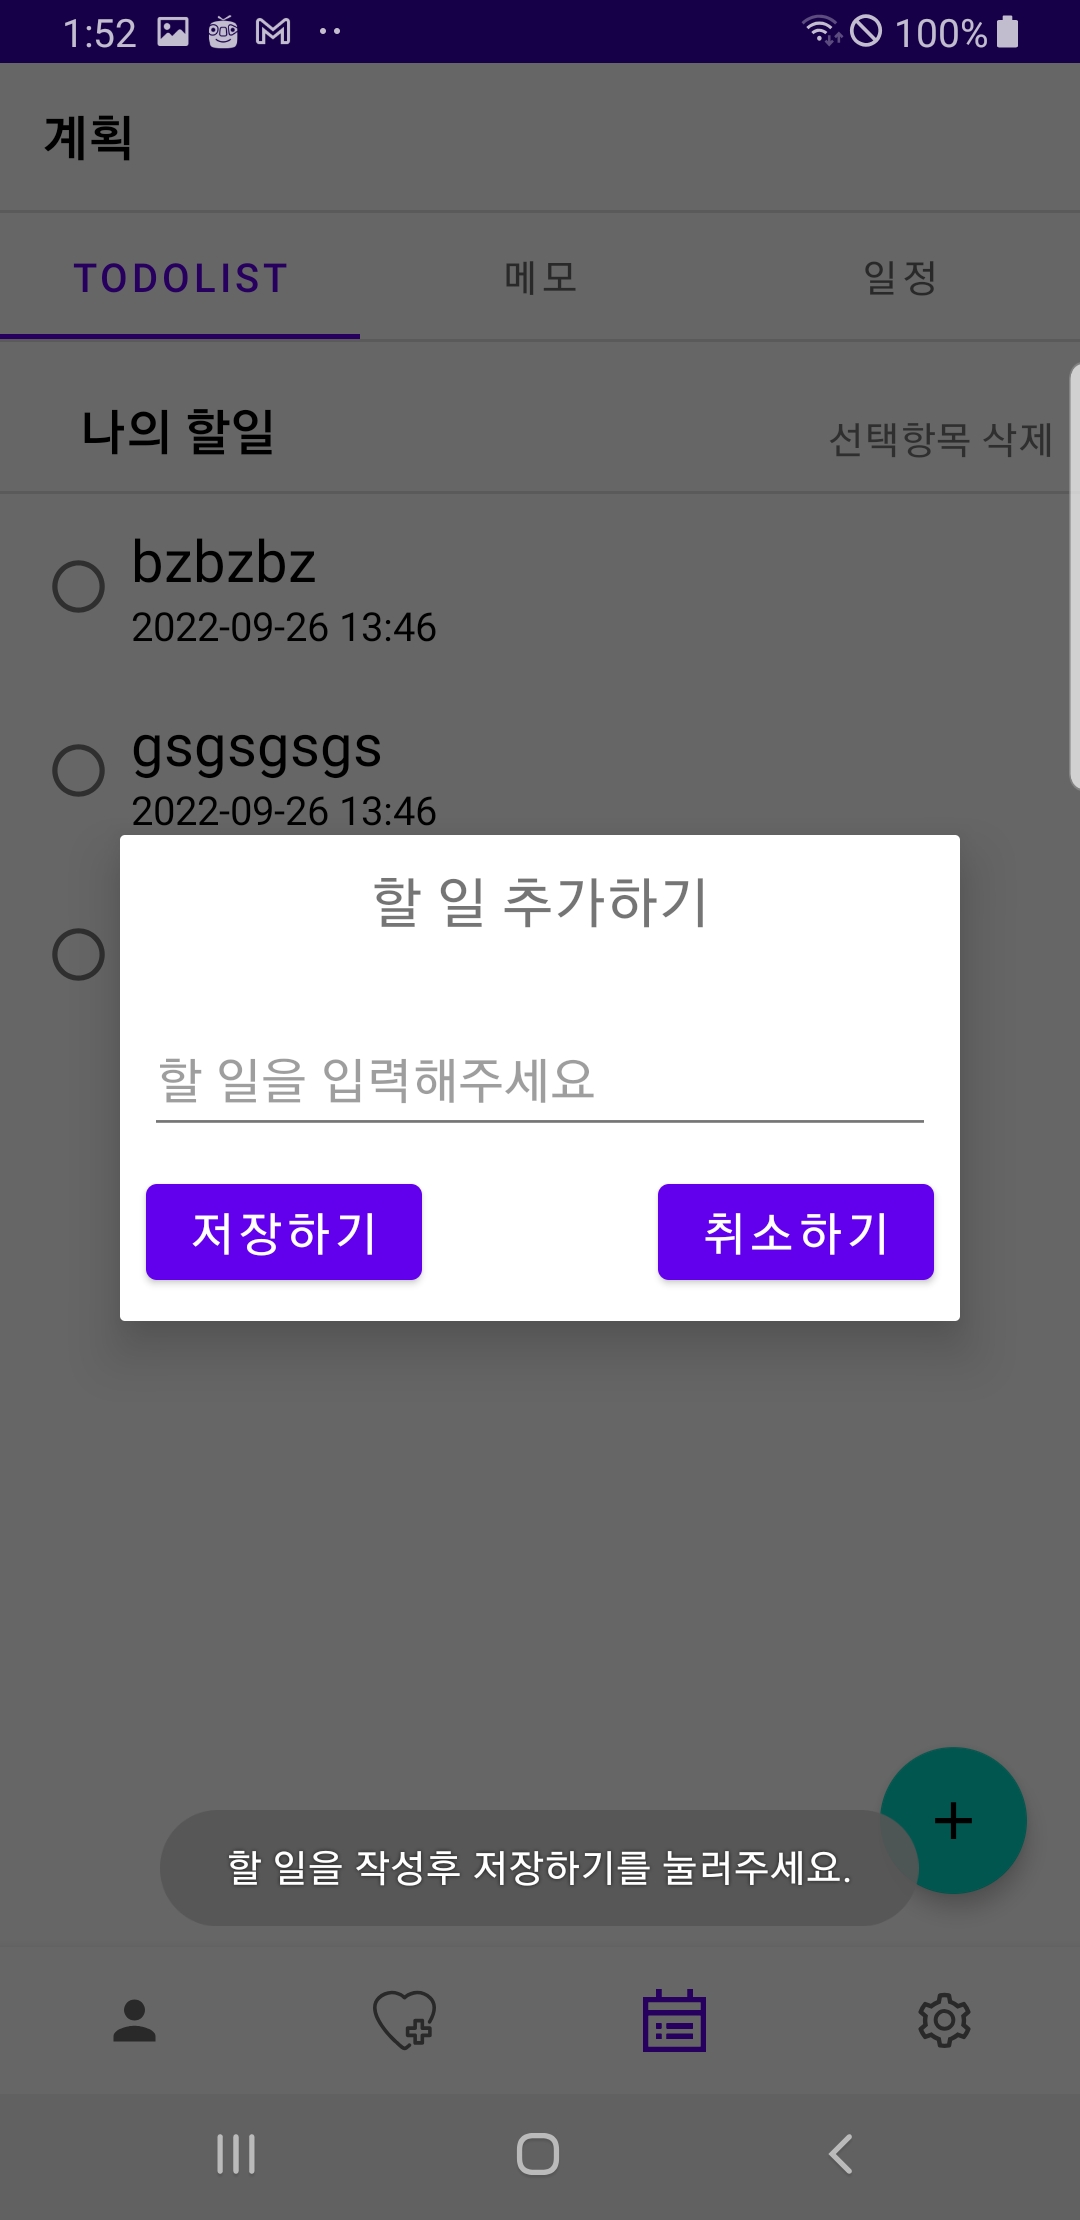 1:52
100%
계획
TODOLIST 메모 일정
나의 할일
선택항목 삭제
bzbzbz
2022-09-26 13:46
gsgsgsgs
2022-09-26 13:46
할 일 추가하기
할 일을 입력해주세요
저장하기 취소하기
할 일을 작성후 저장하기를 눌러주세요.